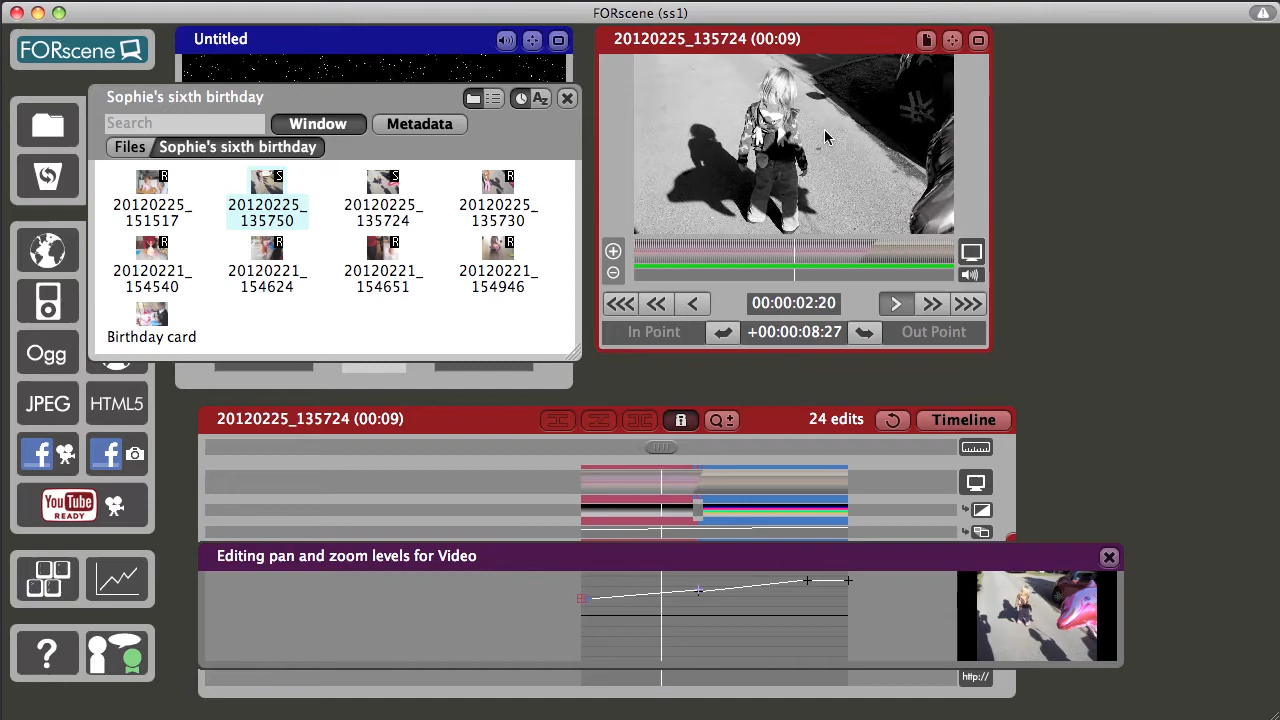 FORscene (ss1)
FORscene
Untitled
20120225_135724 (00:09)
Sophie's sixth birthday
Search
Window
Metadata
Files
Sophie's sixth birthday
AZ
R
S
S
R
20120225_
151517
20120225_
135750
20120225_
135724
20120225_
135730
R
R
R
R
20120221_
154540
20120221_
154624
20120221_
154651
20120221_
154946
Birthday card
00:00:02:20
In Point
+00:00:08:27
Out Point
Ogg
JPEG
HTML5
f
f
YouTube
READY
?
20120225_135724 (00:09)
24 edits
Timeline
Editing pan and zoom levels for Video
http://